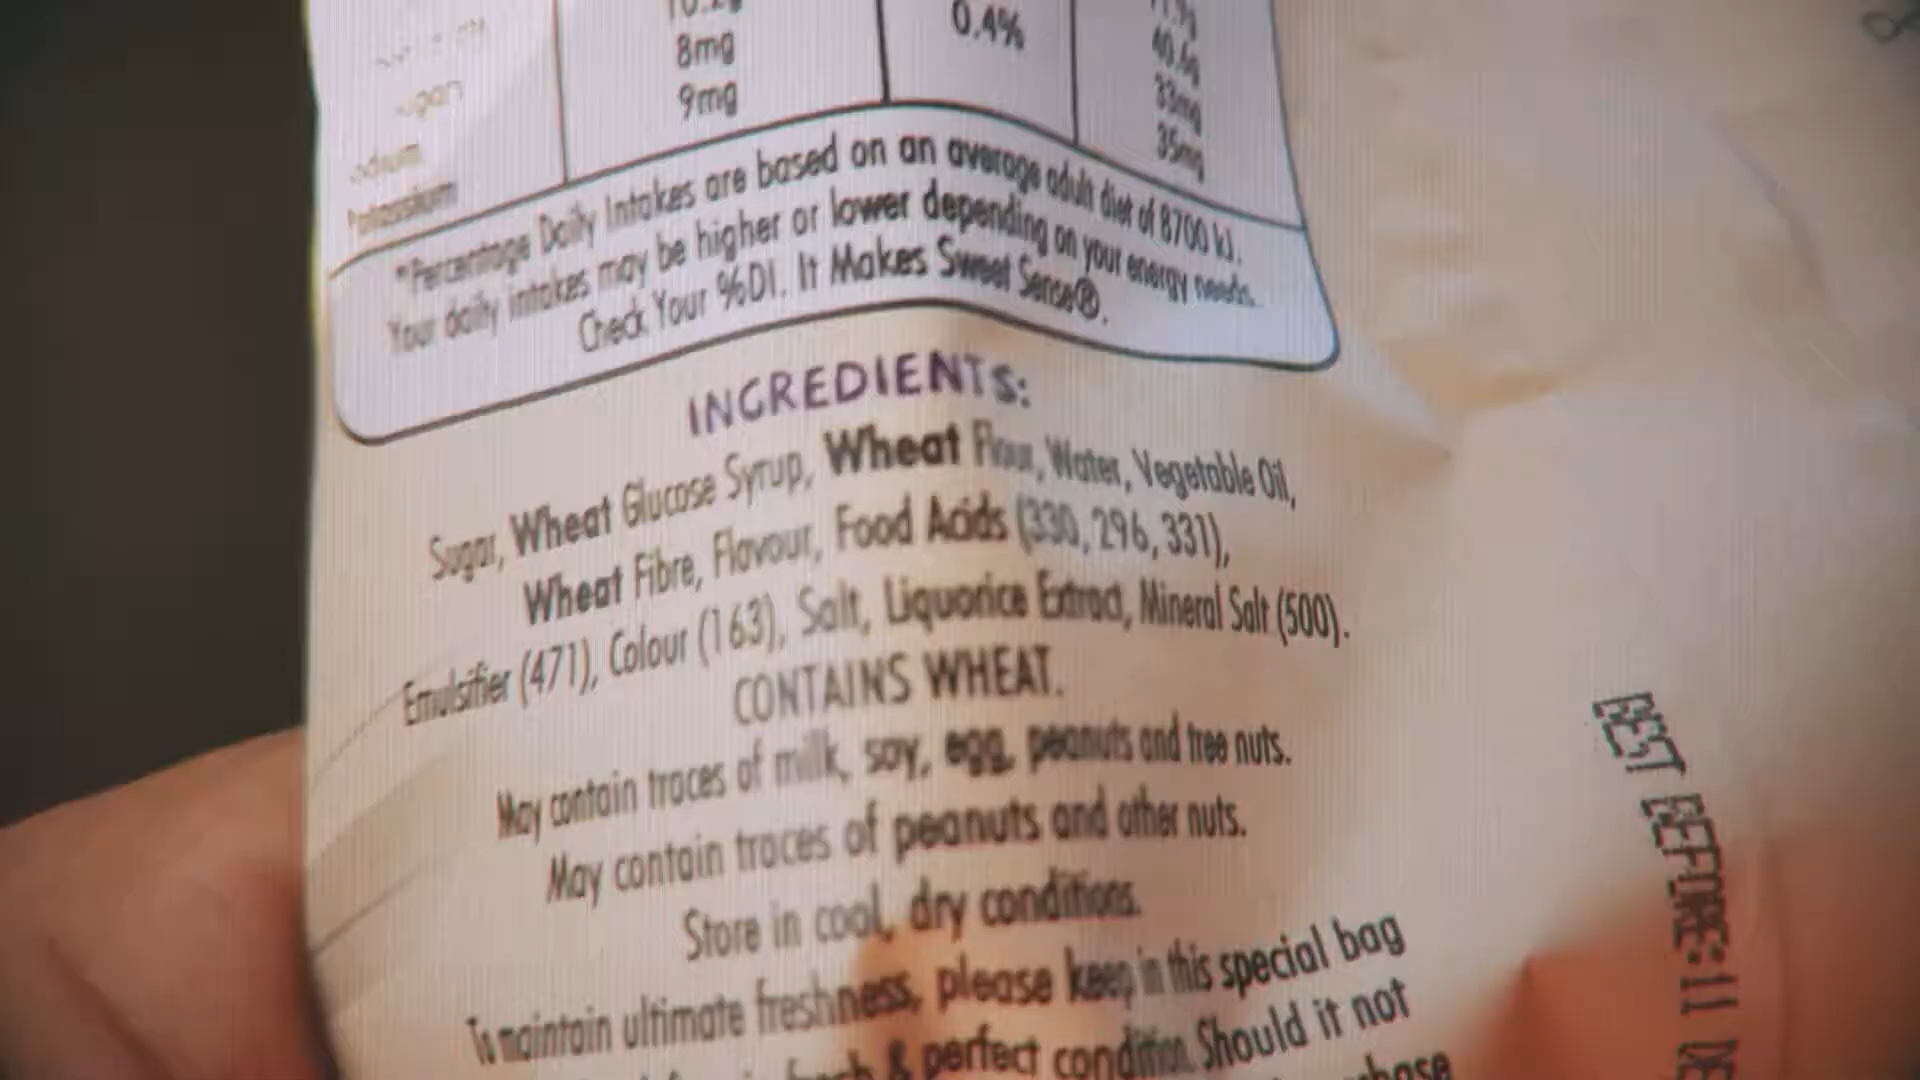 8mg
0.4%
40.6g
9mg
33mg
35mg
Potassium
*Percentage Daily Intakes are based on an average adult diet of 8700 kJ.
Your daily intakes may be higher or lower depending on your energy needs.
Check Your %DI. It Makes Sweet Sense®.
INGREDIENTS:
Sugar, Wheat Glucose Syrup, Wheat Flour, Water, Vegetable Oil,
Wheat Fibre, Flavour, Food Acids (330, 296, 331),
Emulsifier (471), Colour (163), Salt, Liquorice Extract, Mineral Salt (500).
CONTAINS WHEAT.
May contain traces of milk, soy, egg, peanuts and tree nuts.
May contain traces of peanuts and other nuts.
Store in cool, dry conditions.
To maintain ultimate freshness, please keep in this special bag
& perfect condition. Should it not
BEST BEFORE: 11